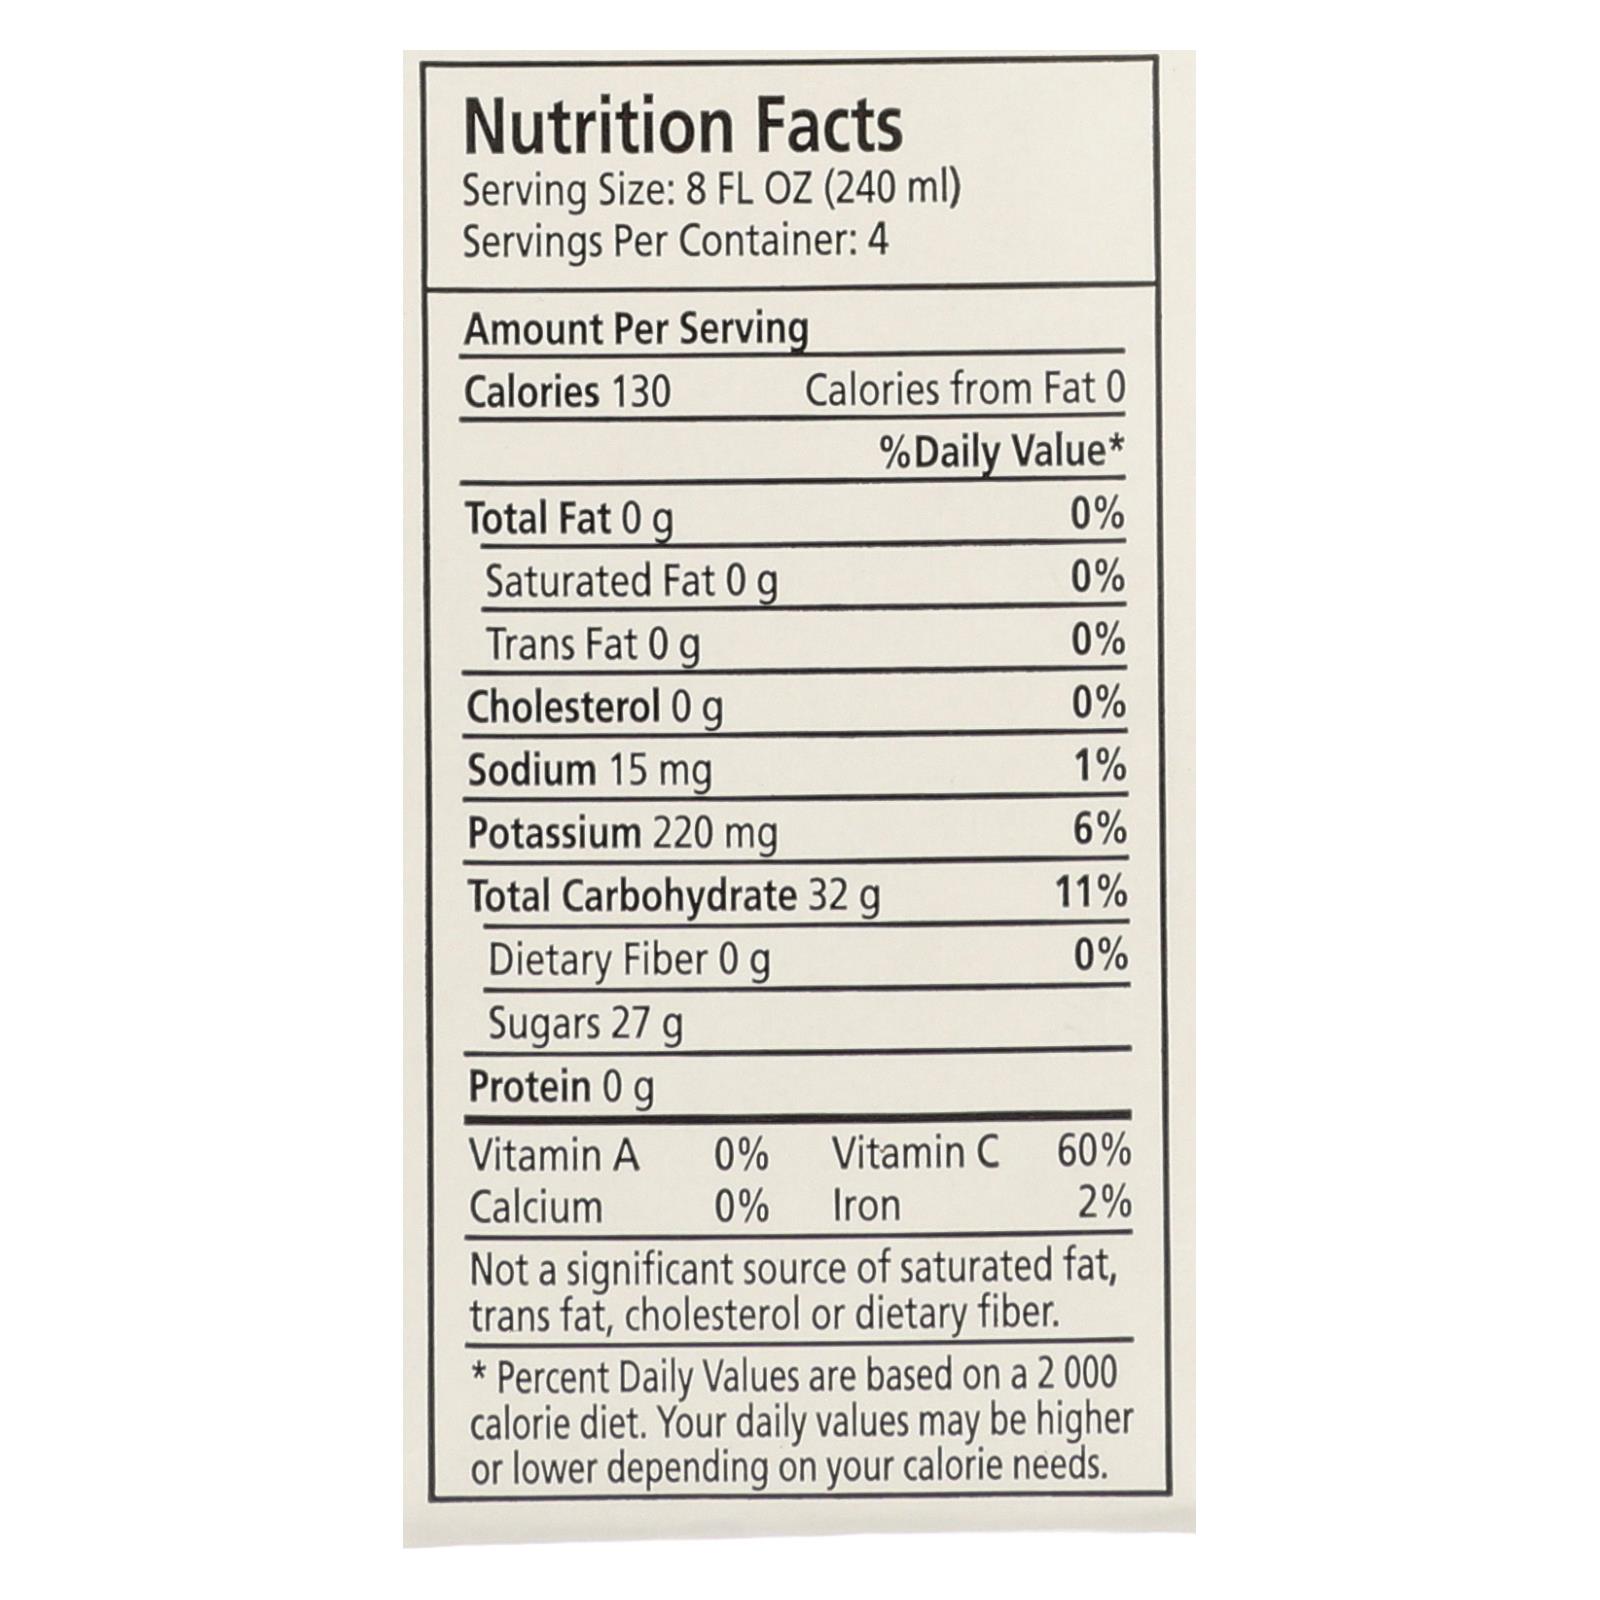 Nutrition Facts
Serving Size: 8 FL OZ (240 ml)
Servings Per Container: 4
Amount Per Serving
Calories 130 Calories from Fat 0
%Daily Value*
Total Fat 0 g 0%
Saturated Fat 0 g 0%
Trans Fat 0 g 0%
Cholesterol 0 g 0%
Sodium 15 mg 1%
Potassium 220 mg 6%
Total Carbohydrate 32 g 11%
Dietary Fiber 0 g 0%
Sugars 27 g
Protein 0 g
Vitamin A 0% Vitamin C 60%
Calcium 0% Iron 2%
Not a significant source of saturated fat,
trans fat, cholesterol or dietary fiber.
* Percent Daily Values are based on a 2 000
calorie diet. Your daily values may be higher
or lower depending on your calorie needs.